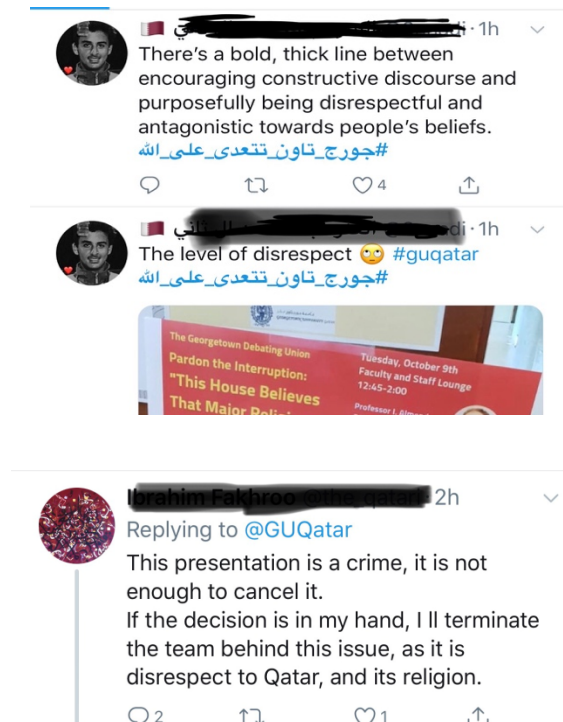 1h
There's a bold, thick line between
encouraging constructive discourse and
purposefully being disrespectful and
antagonistic towards people's beliefs.
#جورج_تاون_تتعدى_على_الله
4
1h
The level of disrespect 🙄 #guqatar
#جورج_تاون_تتعدى_على_الله
The Georgetown Debating Union
Pardon the Interruption:
"This House Believes
That Major
Tuesday, October 9th
Faculty and Staff Lounge
12:45-2:00
Professor I.
2h
Replying to @GUQatar
This presentation is a crime, it is not
enough to cancel it.
If the decision is in my hand, I ll terminate
the team behind this issue, as it is
disrespect to Qatar, and its religion.
2 1